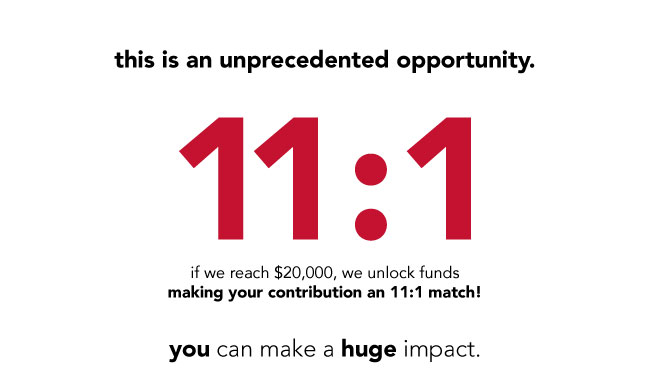 this is an unprecedented opportunity.
11:1
if we reach $20,000, we unlock funds
making your contribution an 11:1 match!
you can make a huge impact.